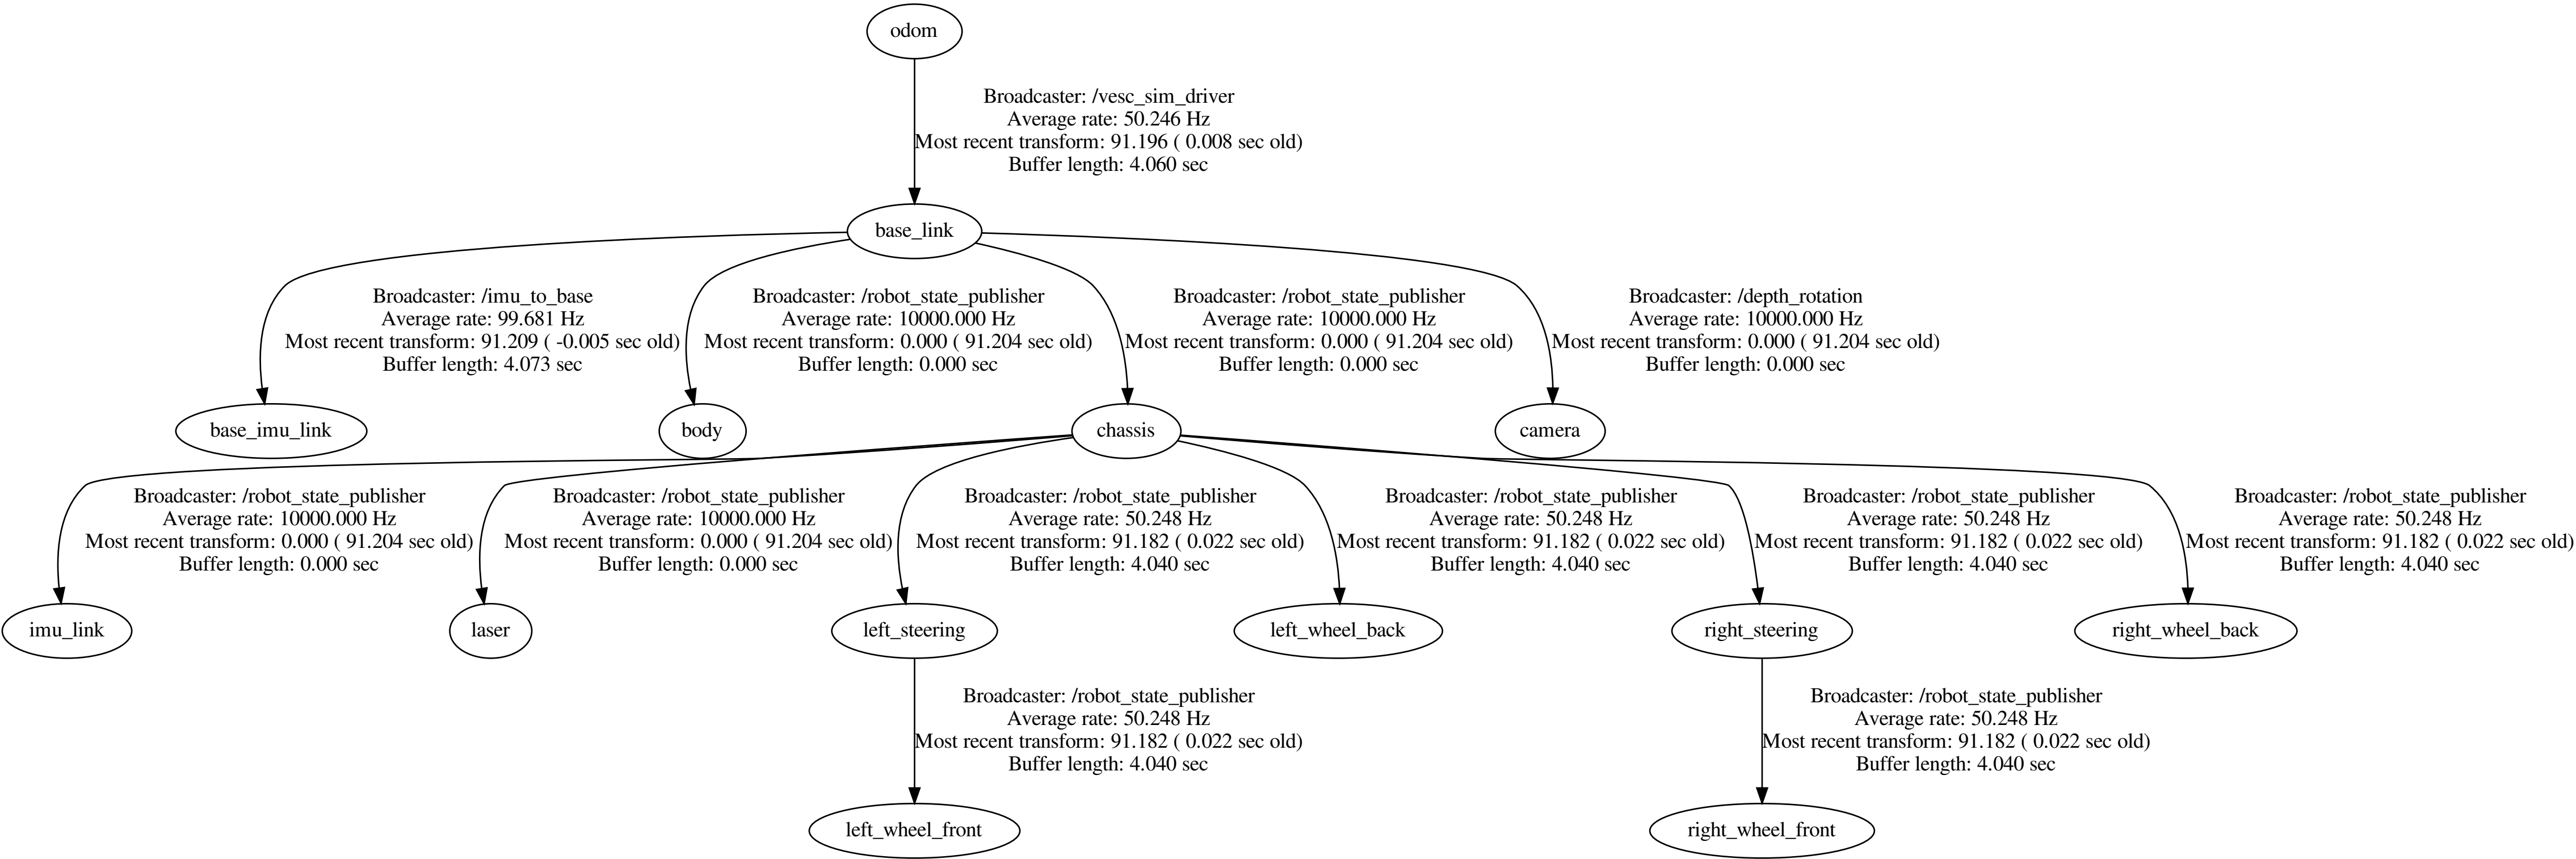 odom
Broadcaster: /vesc_sim_driver
Average rate: 50.246 Hz
Most recent transform: 91.196 ( 0.008 sec old)
Buffer length: 4.060 sec
base_link
Broadcaster: /imu_to_base
Average rate: 99.681 Hz
Most recent transform: 91.209 ( -0.005 sec old)
Buffer length: 4.073 sec
Broadcaster: /robot_state_publisher
Average rate: 10000.000 Hz
Most recent transform: 0.000 ( 91.204 sec old)
Buffer length: 0.000 sec
Broadcaster: /robot_state_publisher
Average rate: 10000.000 Hz
Most recent transform: 0.000 ( 91.204 sec old)
Buffer length: 0.000 sec
Broadcaster: /depth_rotation
Average rate: 10000.000 Hz
Most recent transform: 0.000 ( 91.204 sec old)
Buffer length: 0.000 sec
base_imu_link
body
chassis
camera
Broadcaster: /robot_state_publisher
Average rate: 10000.000 Hz
Most recent transform: 0.000 ( 91.204 sec old)
Buffer length: 0.000 sec
Broadcaster: /robot_state_publisher
Average rate: 10000.000 Hz
Most recent transform: 0.000 ( 91.204 sec old)
Buffer length: 0.000 sec
Broadcaster: /robot_state_publisher
Average rate: 50.248 Hz
Most recent transform: 91.182 ( 0.022 sec old)
Buffer length: 4.040 sec
Broadcaster: /robot_state_publisher
Average rate: 50.248 Hz
Most recent transform: 91.182 ( 0.022 sec old)
Buffer length: 4.040 sec
Broadcaster: /robot_state_publisher
Average rate: 50.248 Hz
Most recent transform: 91.182 ( 0.022 sec old)
Buffer length: 4.040 sec
Broadcaster: /robot_state_publisher
Average rate: 50.248 Hz
Most recent transform: 91.182 ( 0.022 sec old)
Buffer length: 4.040 sec
imu_link
laser
left_steering
left_wheel_back
right_steering
right_wheel_back
Broadcaster: /robot_state_publisher
Average rate: 50.248 Hz
Most recent transform: 91.182 ( 0.022 sec old)
Buffer length: 4.040 sec
Broadcaster: /robot_state_publisher
Average rate: 50.248 Hz
Most recent transform: 91.182 ( 0.022 sec old)
Buffer length: 4.040 sec
left_wheel_front
right_wheel_front